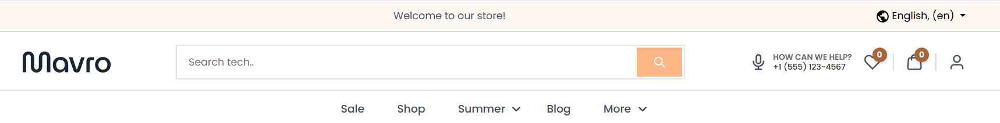 Welcome to our store!
English, (en)
Mavro
Search tech..
HOW CAN WE HELP?
+1 (555) 123-4567
0
0
Sale Shop Summer Blog More